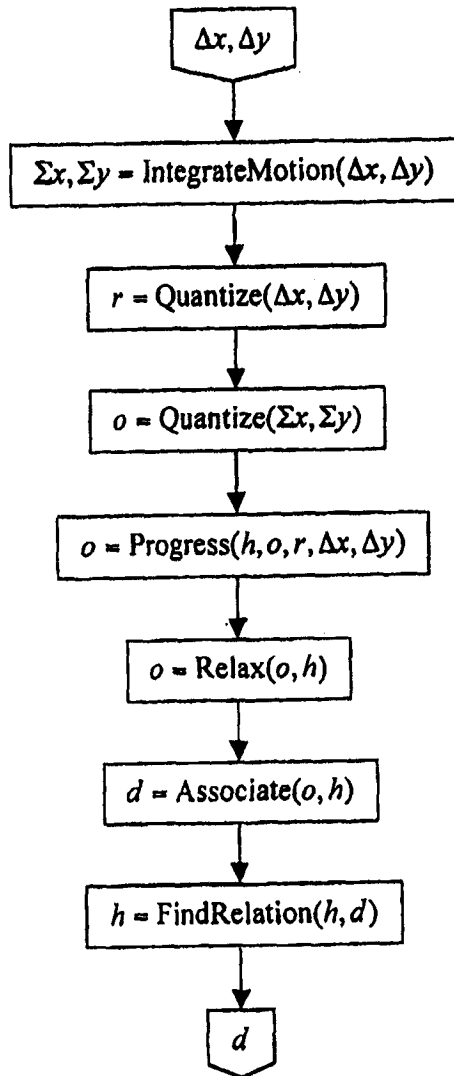 Δx, Δy
Σx, Σy = IntegrateMotion(Δx, Δy)
r = Quantize(Δx, Δy)
o = Quantize(Σx, Σy)
o = Progress(h, o, r, Δx, Δy)
o = Relax(o, h)
d = Associate(o, h)
h = FindRelation(h, d)
d